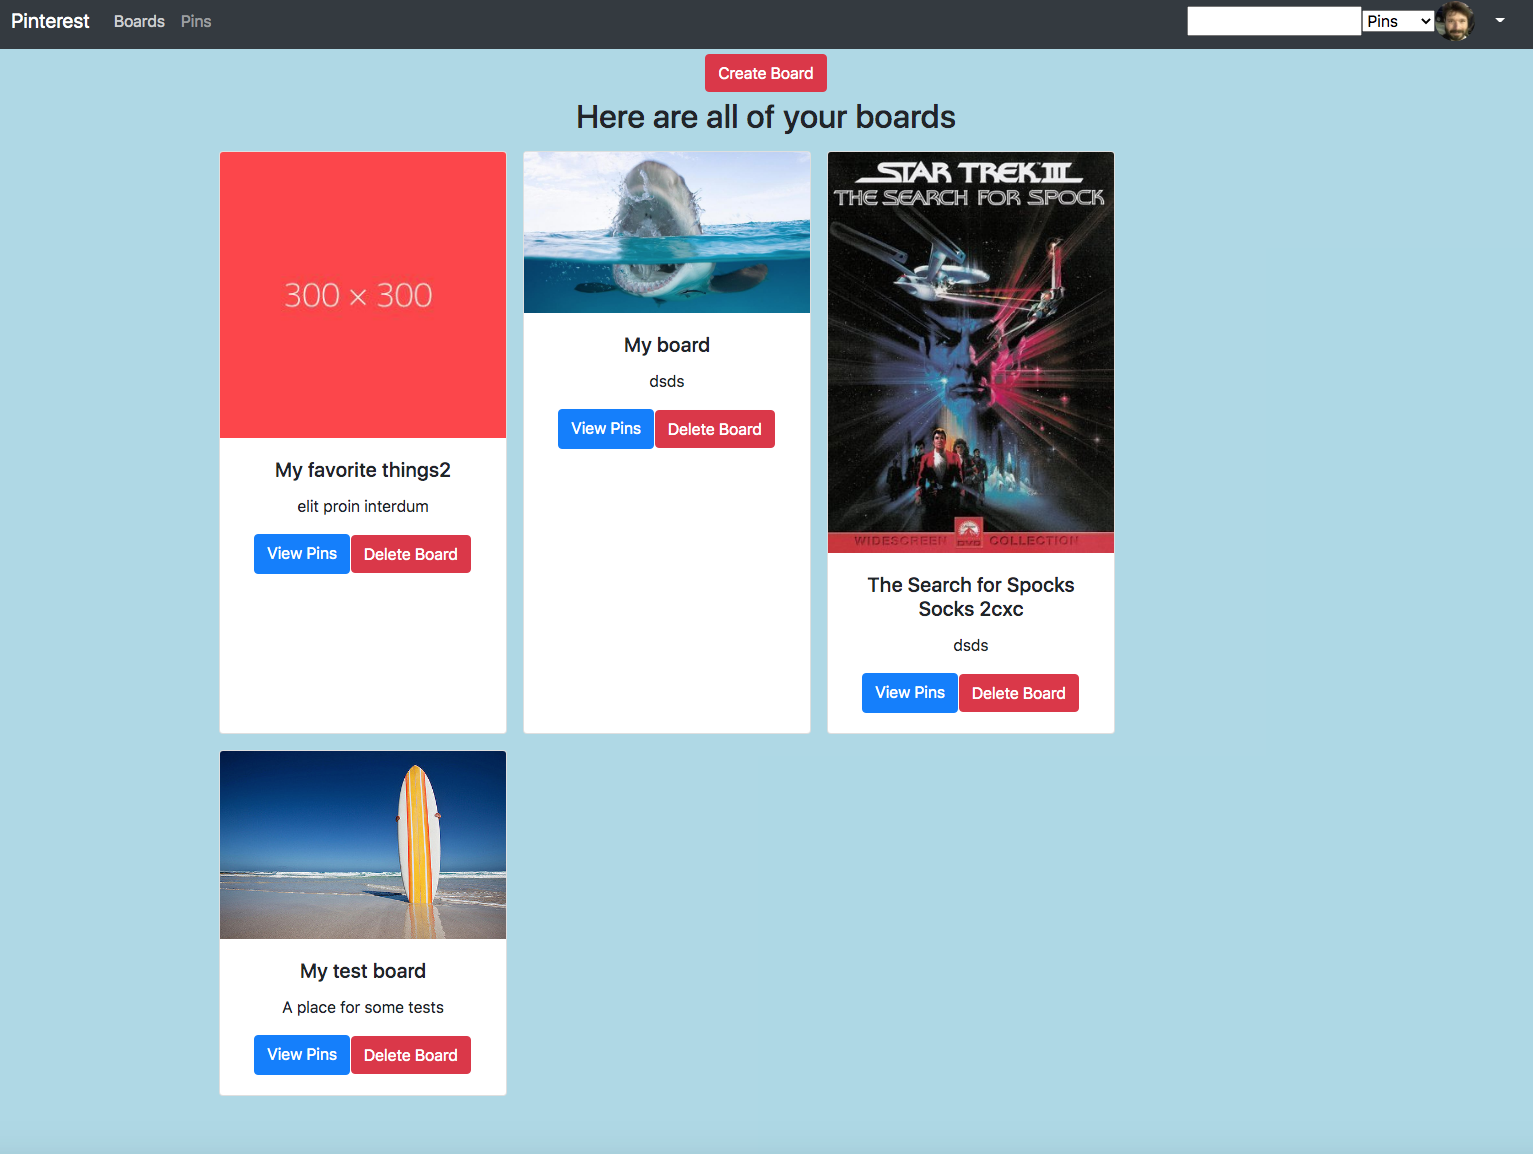 Pinterest
Boards
Pins
Pins
Create Board
Here are all of your boards
300 × 300
My favorite things2
elit proin interdum
View Pins
Delete Board
My board
dsds
View Pins
Delete Board
STAR TREK III
THE SEARCH FOR SPOCK
WIDESCREEN DVD COLLECTION
The Search for Spocks
Socks 2cxc
dsds
View Pins
Delete Board
My test board
A place for some tests
View Pins
Delete Board